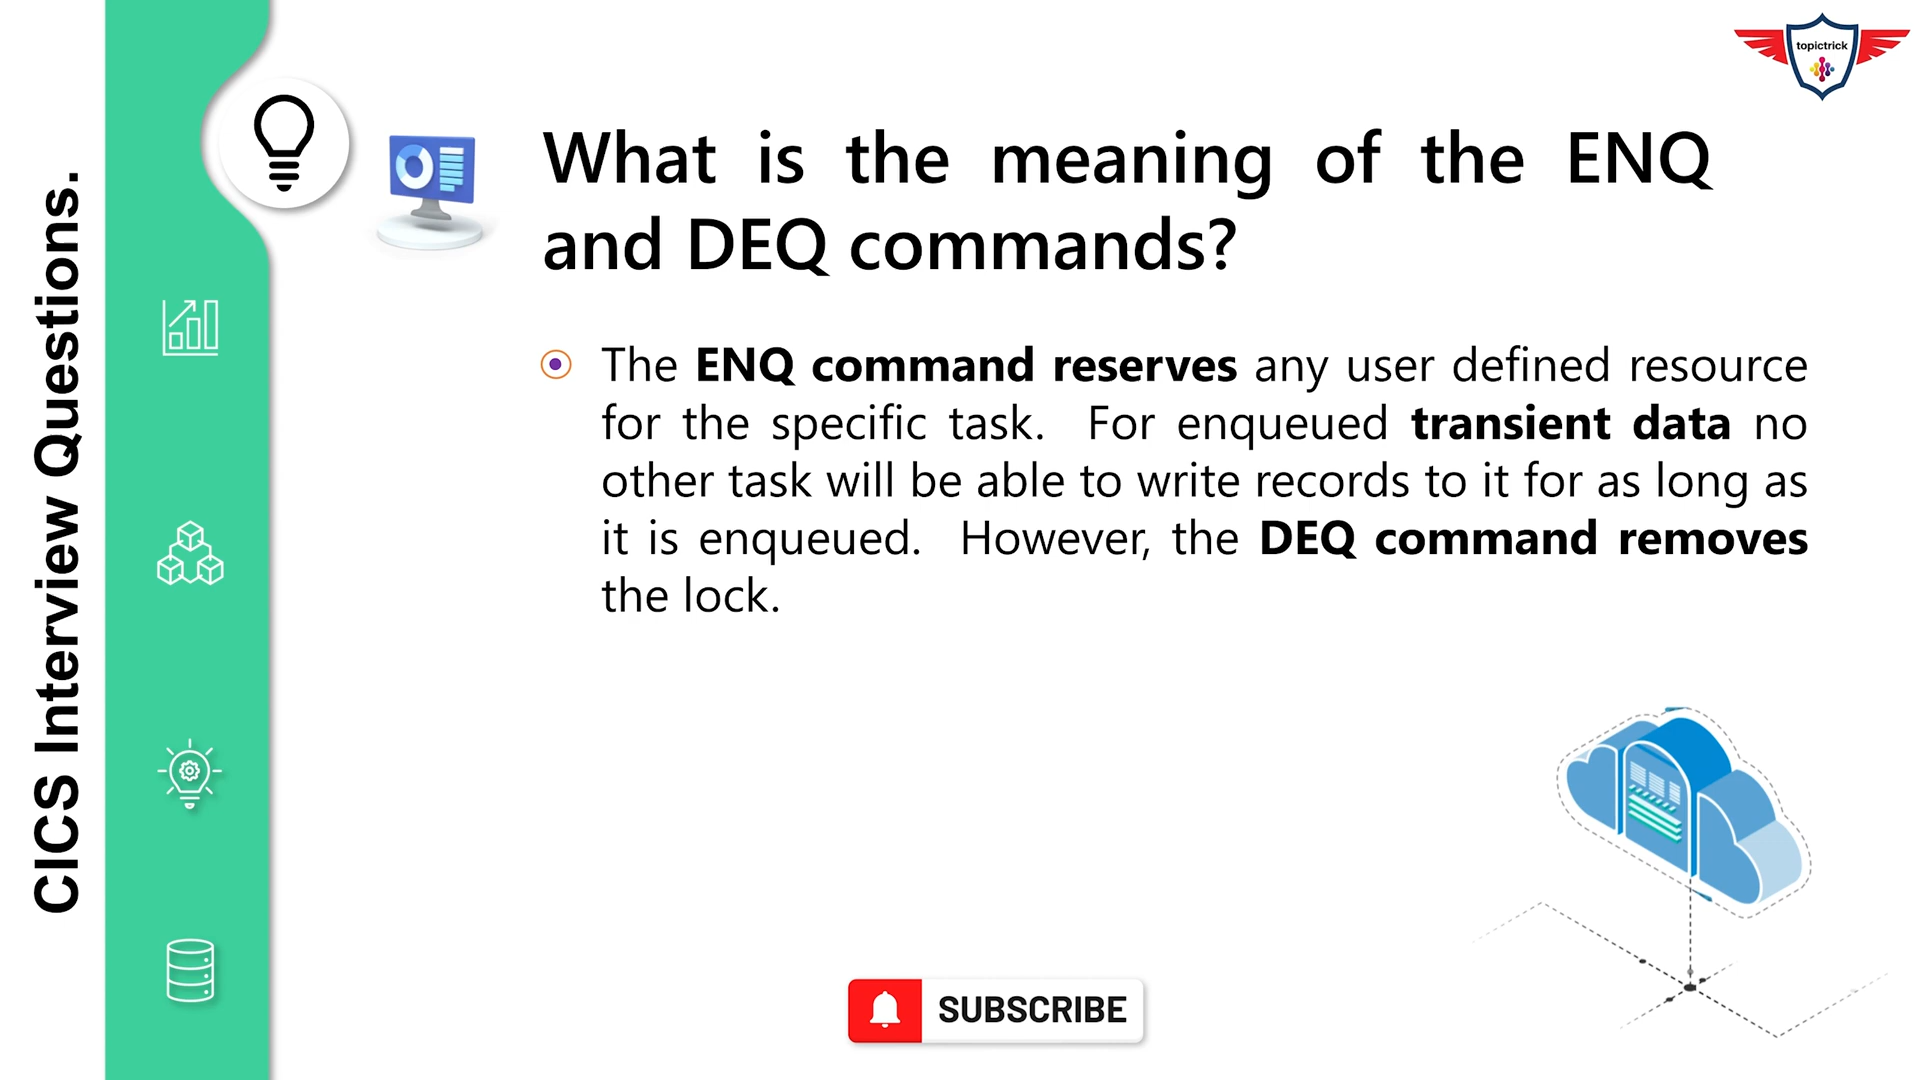 CICS Interview Questions.
topictrick
What is the meaning of the ENQ
and DEQ commands?
The ENQ command reserves any user defined resource
for the specific task. For enqueued transient data no
other task will be able to write records to it for as long as
it is enqueued. However, the DEQ command removes
the lock.
SUBSCRIBE